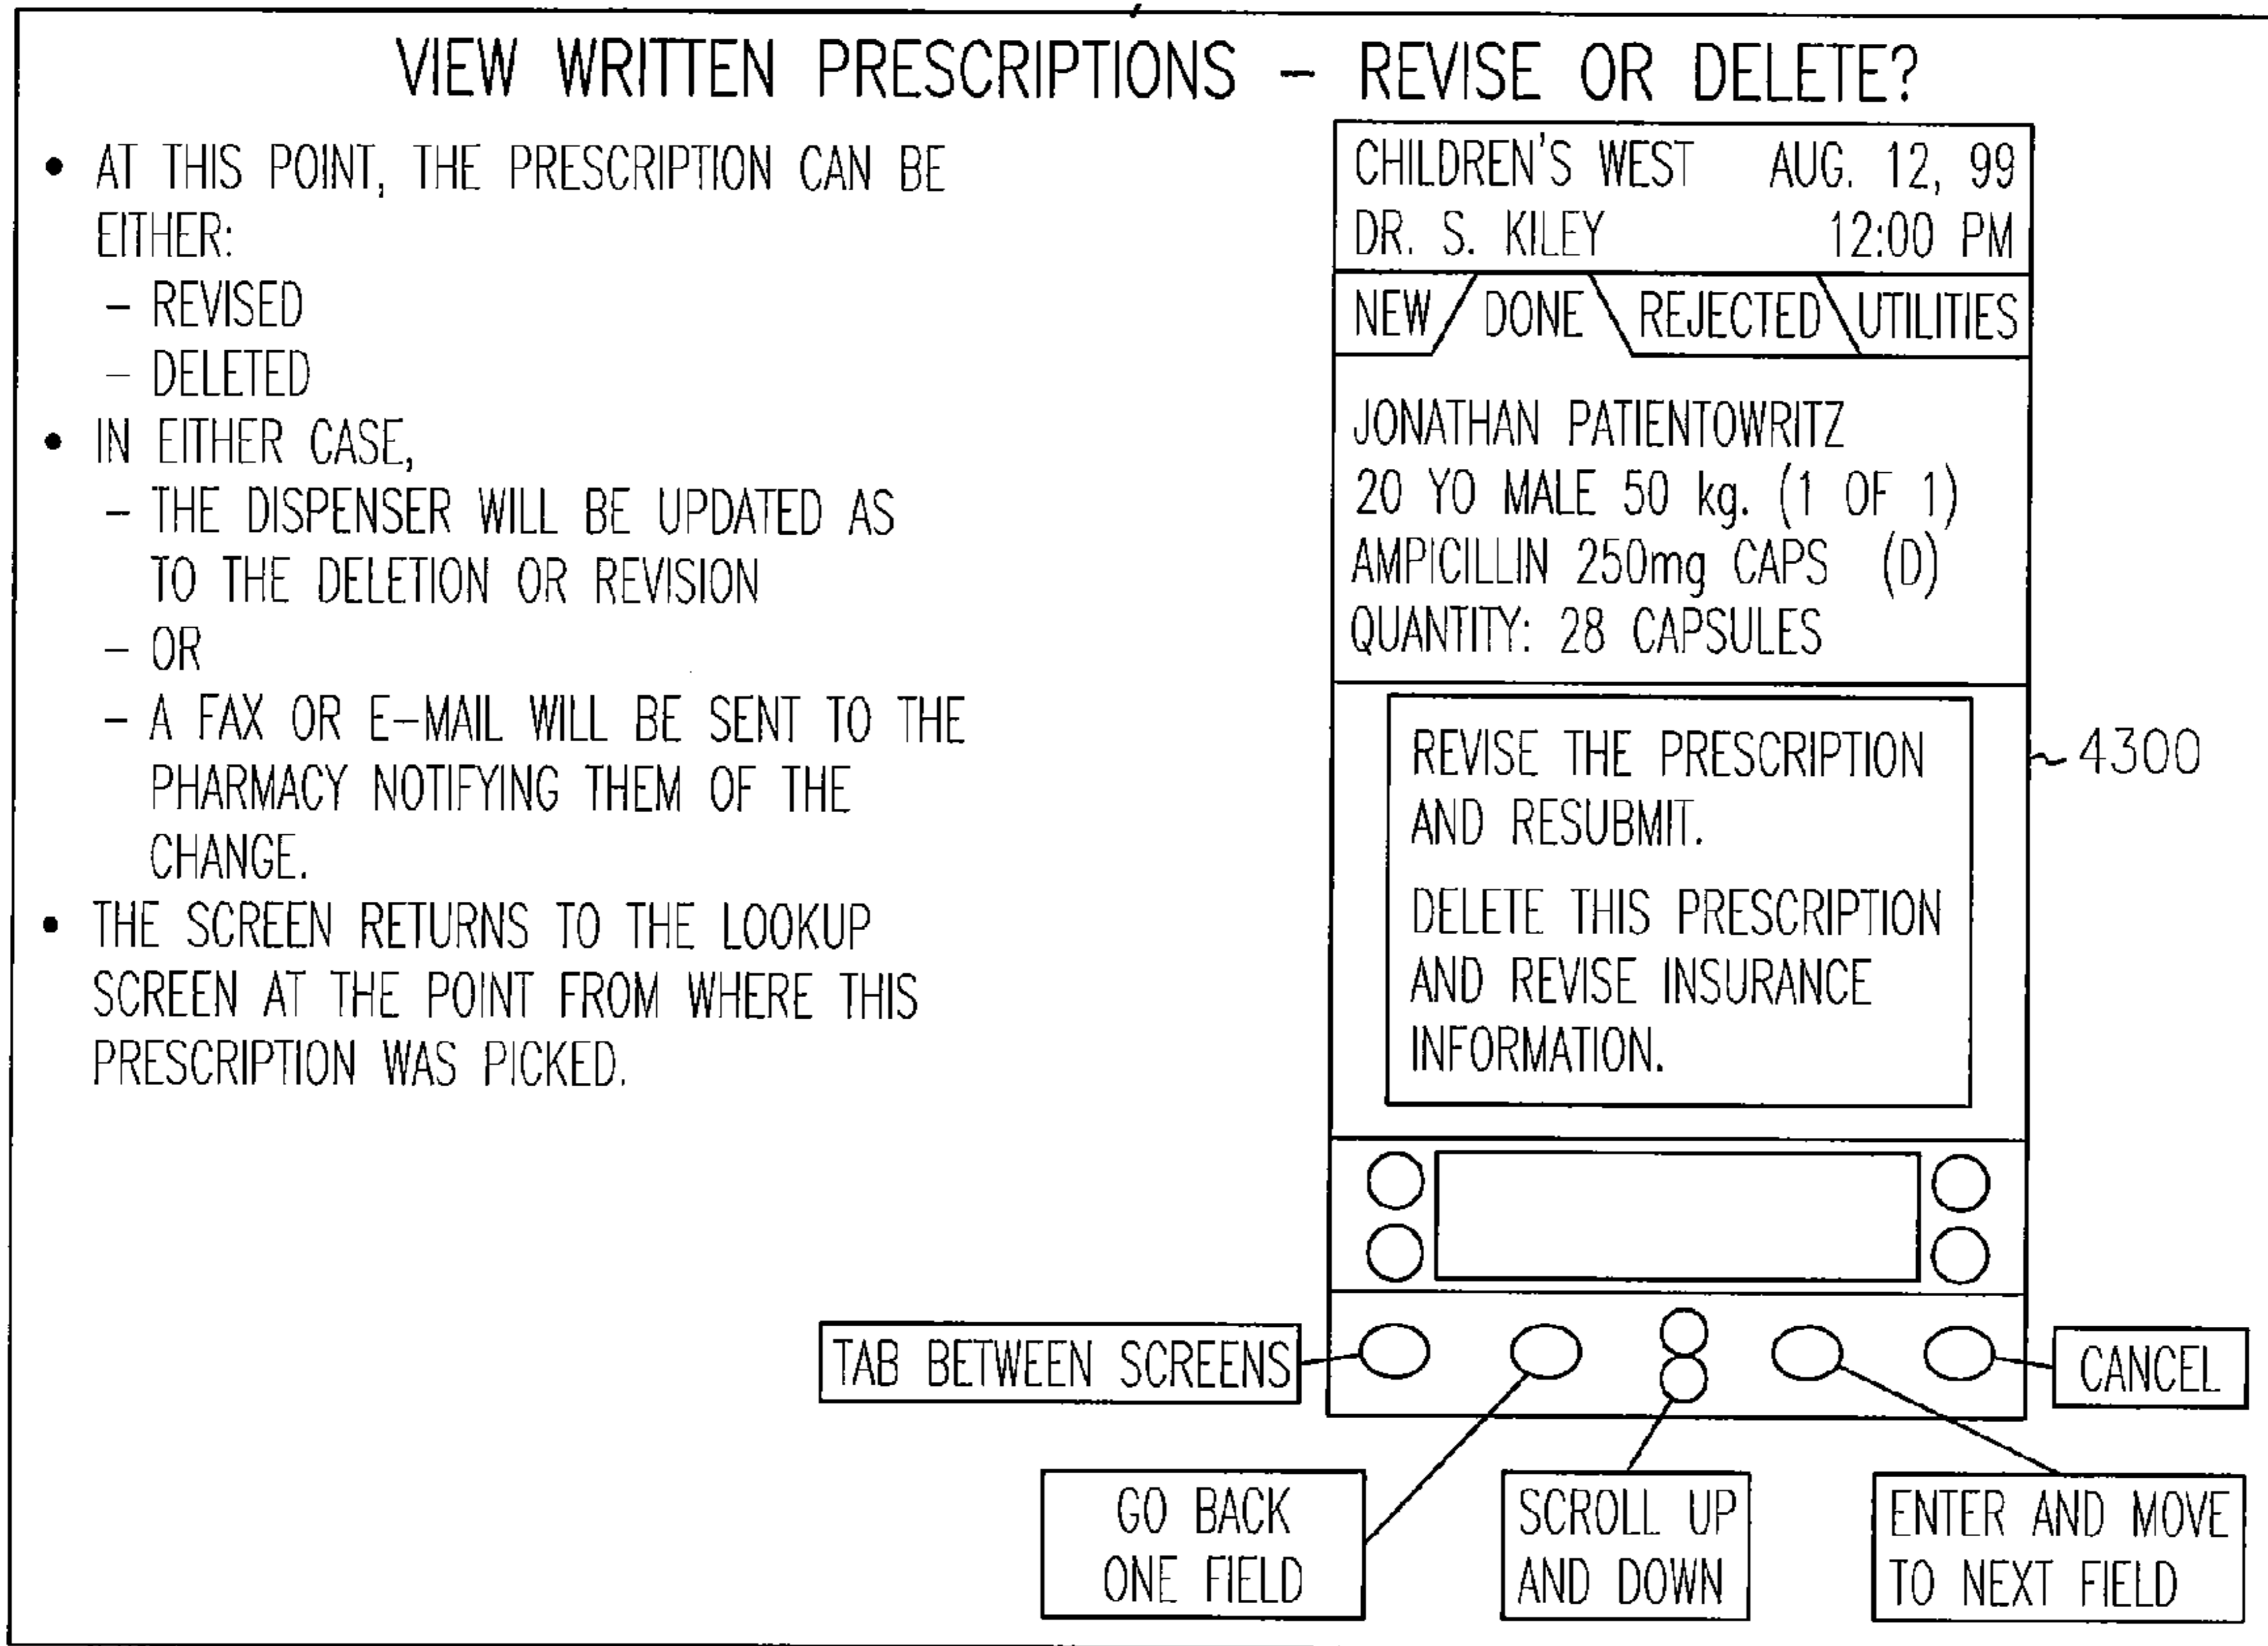 VIEW WRITTEN PRESCRIPTIONS – REVISE OR DELETE?
• AT THIS POINT, THE PRESCRIPTION CAN BE
EITHER:
– REVISED
– DELETED
• IN EITHER CASE,
– THE DISPENSER WILL BE UPDATED AS
TO THE DELETION OR REVISION
– OR
– A FAX OR E–MAIL WILL BE SENT TO THE
PHARMACY NOTIFYING THEM OF THE
CHANGE.
• THE SCREEN RETURNS TO THE LOOKUP
SCREEN AT THE POINT FROM WHERE THIS
PRESCRIPTION WAS PICKED.
CHILDREN'S WEST AUG. 12, 99
DR. S. KILEY 12:00 PM
NEW DONE REJECTED UTILITIES
JONATHAN PATIENTOWRITZ
20 YO MALE 50 kg. (1 OF 1)
AMPICILLIN 250mg CAPS (D)
QUANTITY: 28 CAPSULES
REVISE THE PRESCRIPTION
AND RESUBMIT.
DELETE THIS PRESCRIPTION
AND REVISE INSURANCE
INFORMATION.
4300
TAB BETWEEN SCREENS
CANCEL
GO BACK
ONE FIELD
SCROLL UP
AND DOWN
ENTER AND MOVE
TO NEXT FIELD